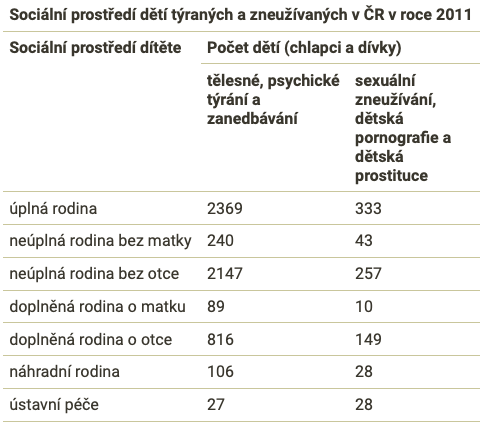 Sociální prostředí dětí týraných a zneužívaných v ČR v roce 2011
Sociální prostředí dítěte Počet dětí (chlapci a dívky)
tělesné, psychické týrání a zanedbávání
sexuální zneužívání, dětská pornografie a dětská prostituce
úplná rodina 2369 333
neúplná rodina bez matky 240 43
neúplná rodina bez otce 2147 257
doplněná rodina o matku 89 10
doplněná rodina o otce 816 149
náhradní rodina 106 28
ústavní péče 27 28